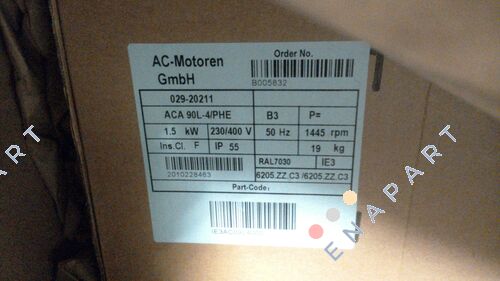 AC-Motoren GmbH
Order No.
B005832
029-20211
ACA 90L-4/PHE B3 P=
1.5 kW 230/400 V 50 Hz 1445 rpm
Ins.Cl. F IP 55 19 kg
RAL7030 IE3
2010228463 6205.ZZ.C3 /6205.ZZ.C3
Part-Code:
ENAPART